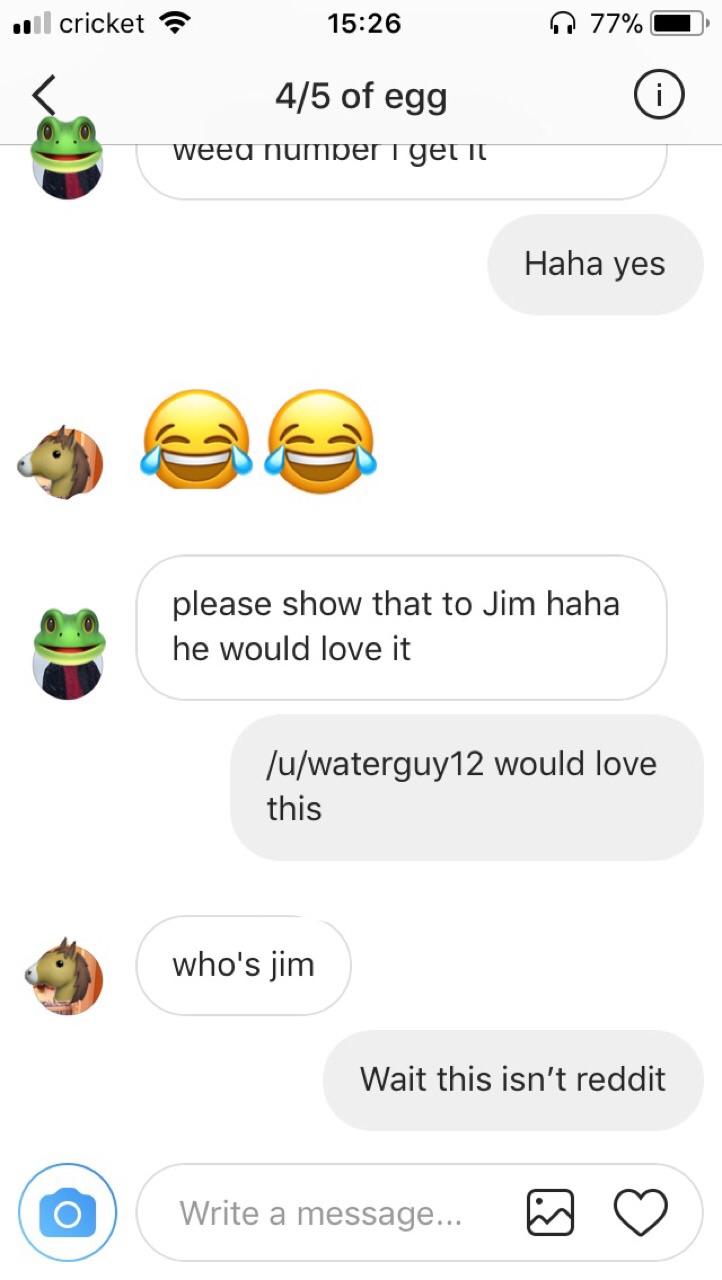 cricket 15:26 77%
4/5 of egg
weed number I get it
Haha yes
😂😂
please show that to Jim haha
he would love it
/u/waterguy12 would love
this
who's jim
Wait this isn’t reddit
Write a message...